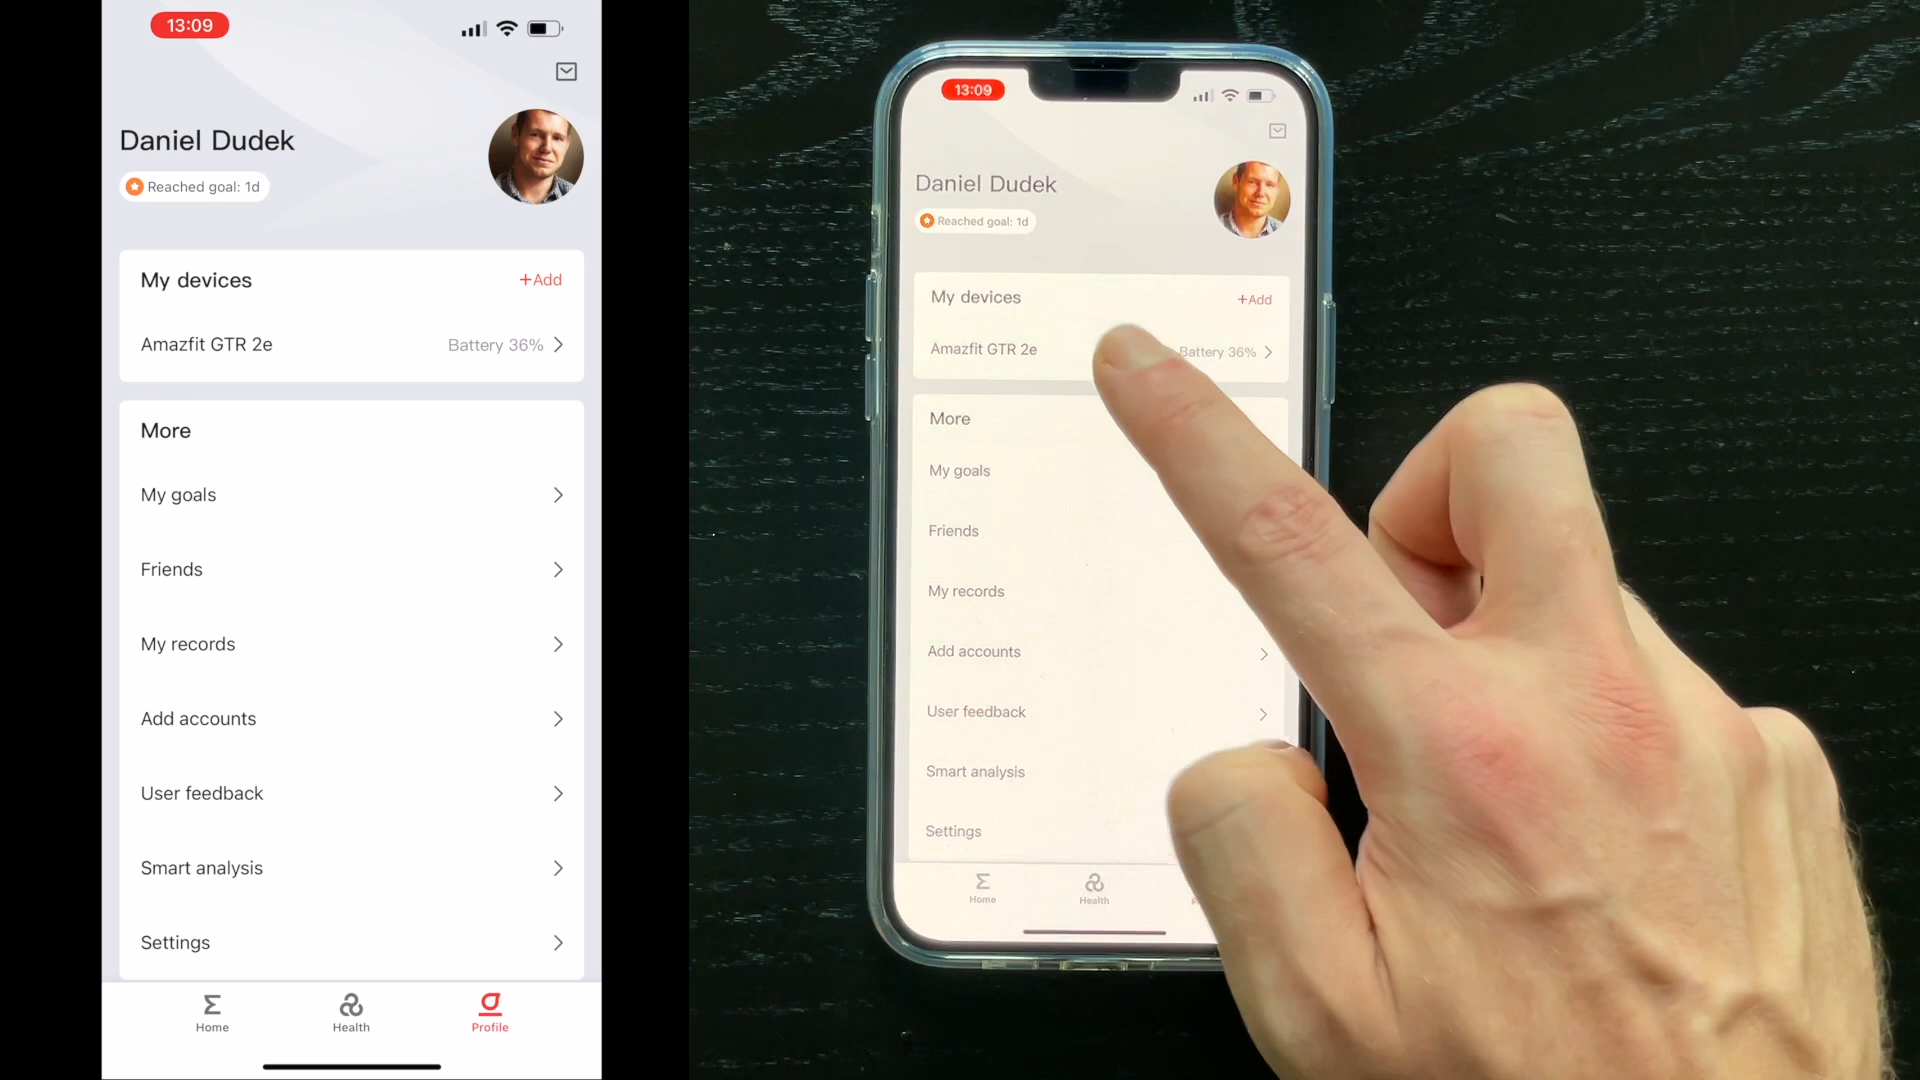 13:09
Daniel Dudek
Reached goal: 1d
My devices
+Add
Amazfit GTR 2e
Battery 36%
More
My goals
Friends
My records
Add accounts
User feedback
Smart analysis
Settings
Home
Health
Profile
13:09
Daniel Dudek
Reached goal: 1d
My devices
+Add
Amazfit GTR 2e
Battery 36%
More
My goals
Friends
My records
Add accounts
User feedback
Smart analysis
Settings
Home
Health